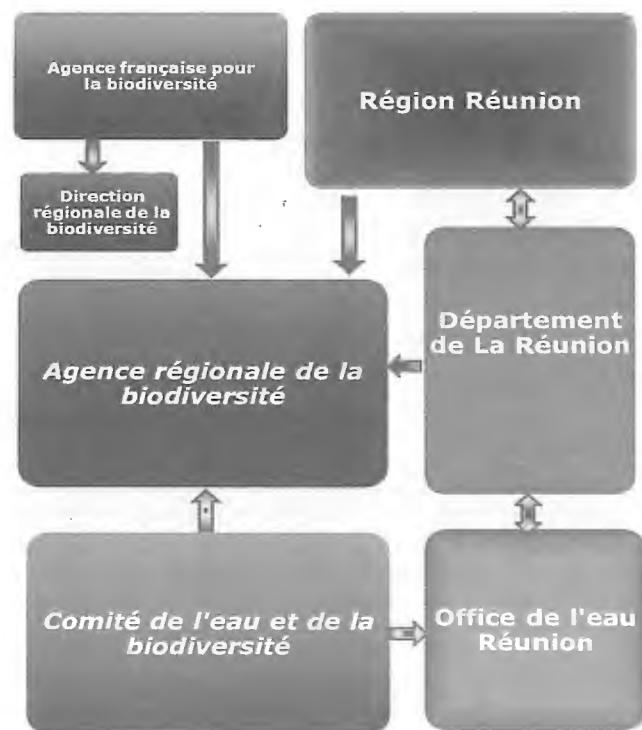 Agence française pour
la biodiversité
Région Réunion
Direction
régionale de la
biodiversité
Département
de La Réunion
Agence régionale de la
biodiversité
Comité de l'eau et de la
biodiversité
Office de l'eau
Réunion